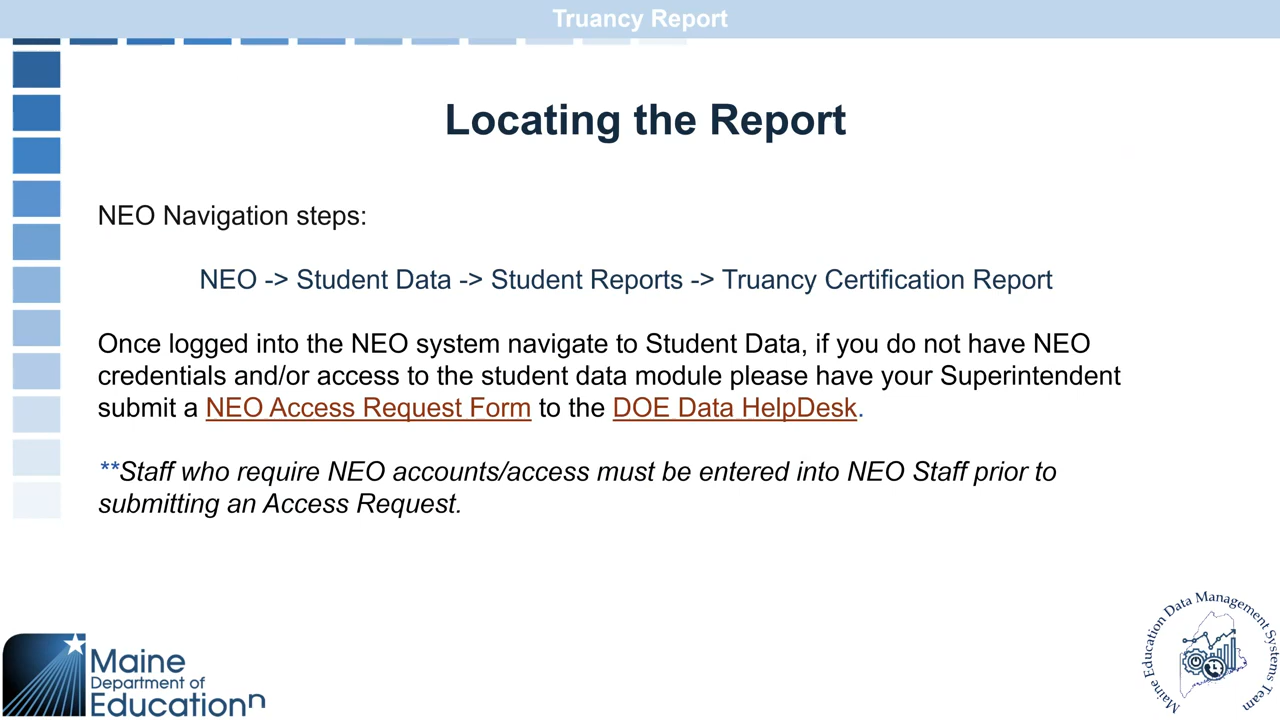 Truancy Report
Locating the Report
NEO Navigation steps:
NEO -> Student Data -> Student Reports -> Truancy Certification Report
Once logged into the NEO system navigate to Student Data, if you do not have NEO
credentials and/or access to the student data module please have your Superintendent
submit a NEO Access Request Form to the DOE Data HelpDesk.
**Staff who require NEO accounts/access must be entered into NEO Staff prior to
submitting an Access Request.
Maine
Department of
Educationn
Maine Education Data Management Systems Team